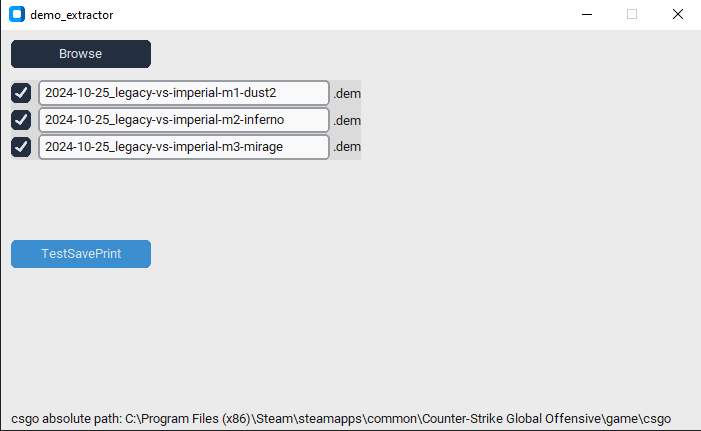 demo_extractor
Browse
2024-10-25_legacy-vs-imperial-m1-dust2 .dem
2024-10-25_legacy-vs-imperial-m2-inferno .dem
2024-10-25_legacy-vs-imperial-m3-mirage .dem
TestSavePrint
csgo absolute path: C:\Program Files (x86)\Steam\steamapps\common\Counter-Strike Global Offensive\game\csgo